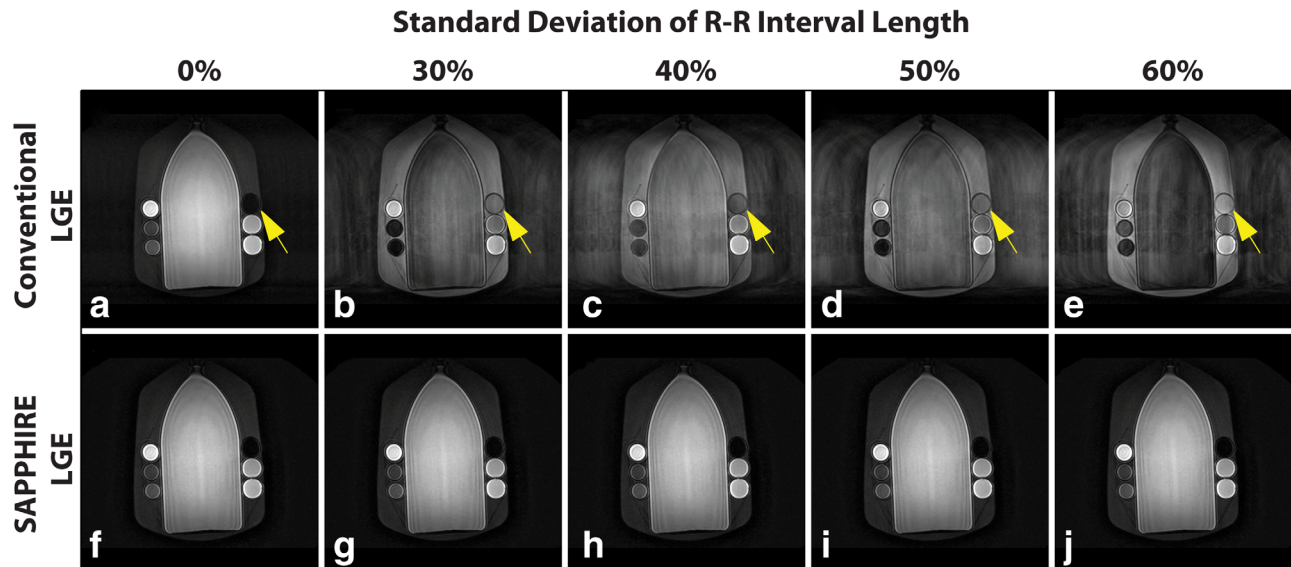 Standard Deviation of R-R Interval Length
0% 30% 40% 50% 60%
Conventional
LGE
a b c d e
SAPPHIRE
LGE
f g h i j